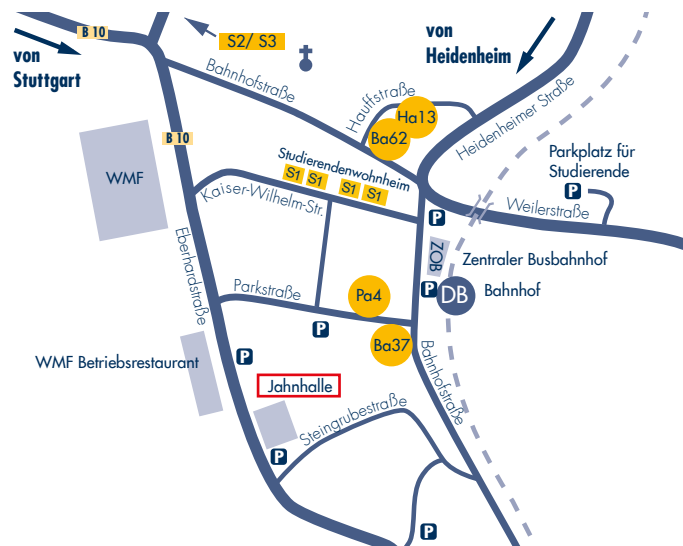 B 10
von
Stuttgart
S2/ S3
von
Heidenheim
Bahnhofstraße
Hauffstraße
Ha13
Ba62
Heidenheimer Straße
B 10
WMF
Studierendenwohnheim
S1 S1 S1 S1
Kaiser-Wilhelm-Str.
Parkplatz für
Studierende
P
Weilerstraße
P
ZOB
Zentraler Busbahnhof
Eberhardstraße
Parkstraße
Pa4
P
DB
Bahnhof
P
Ba37
WMF Betriebsrestaurant
P
Jahnhalle
Bahnhofstraße
Steingrubestraße
P
P